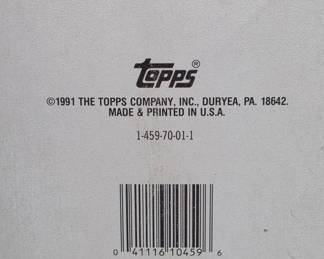 topps®
©1991 THE TOPPS COMPANY, INC., DURYEA, PA. 18642.
MADE & PRINTED IN U.S.A.
1-459-70-01-1
0 41116 10459 6